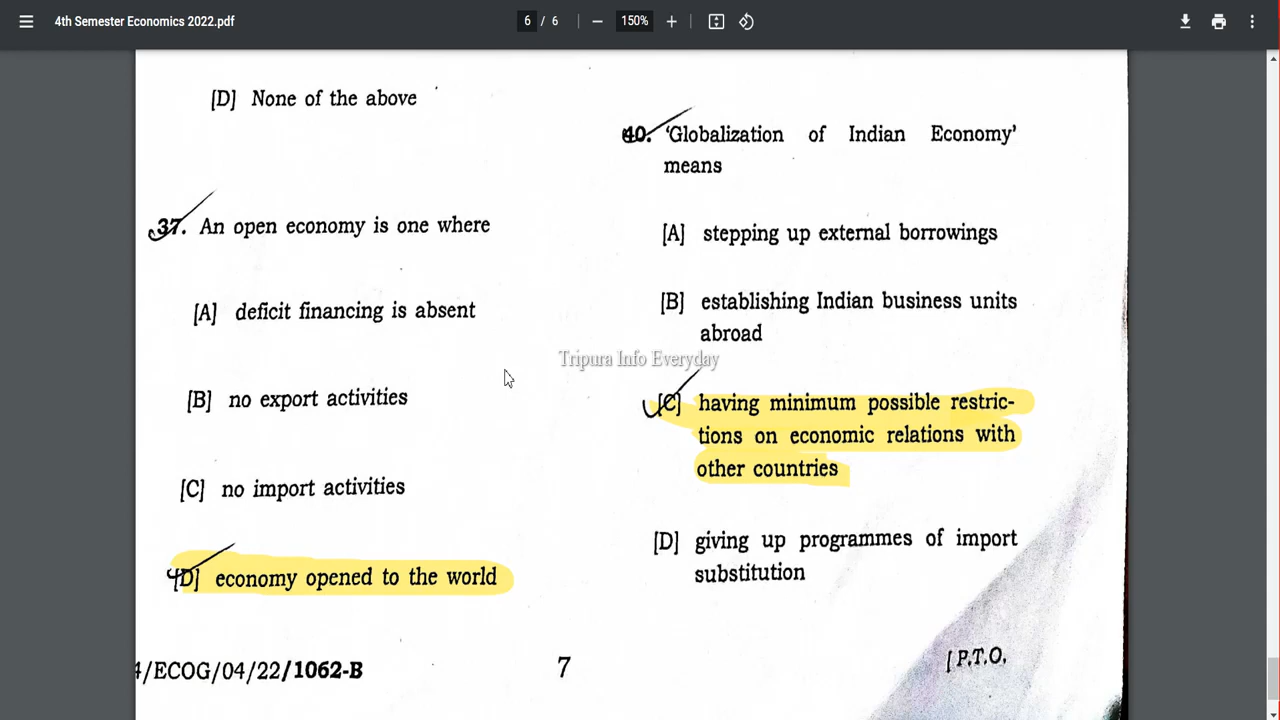 4th Semester Economics 2022.pdf
6 / 6
150%
[D] None of the above
37. An open economy is one where
[A] deficit financing is absent
[B] no export activities
[C] no import activities
[D] economy opened to the world
40. 'Globalization of Indian Economy'
means
[A] stepping up external borrowings
[B] establishing Indian business units
abroad
Tripura Info Everyday
[C] having minimum possible restric-
tions on economic relations with
other countries
[D] giving up programmes of import
substitution
4/ECOG/04/22/1062-B
7
[ P.T.O.